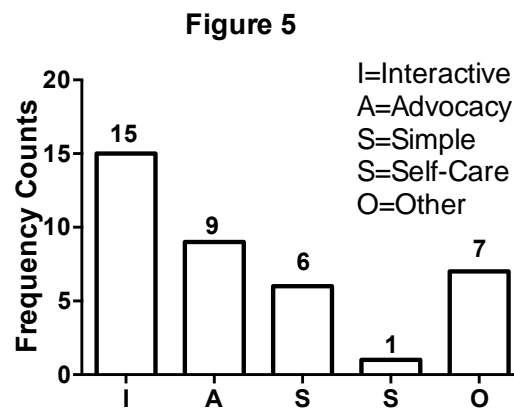 Figure 5
I=Interactive
A=Advocacy
S=Simple
S=Self-Care
O=Other
Frequency Counts
20
15
10
5
0
15
9
6
1
7
I A S S O